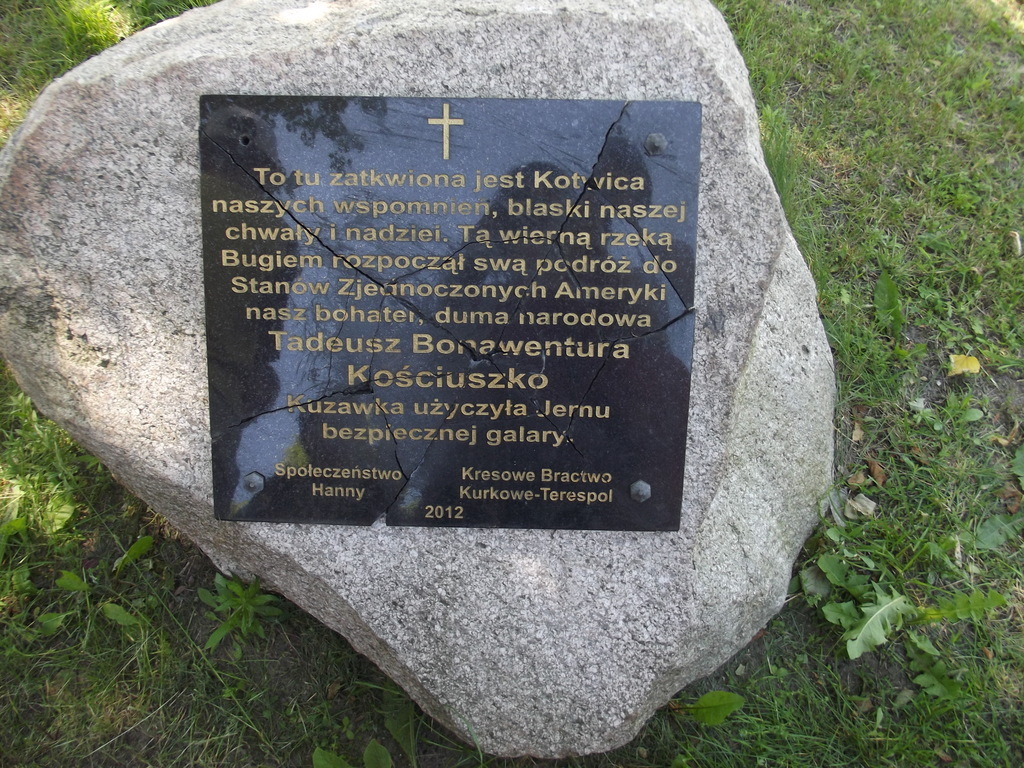 To tu zatkwiona jest Kotwica
naszych wspomnień, blaski naszej
chwały i nadziei. Tą wierną rzeką
Bugiem rozpoczął swą podróż do
Stanów Zjednoczonych Ameryki
nasz bohater, duma narodowa
Tadeusz Bonawentura
Kościuszko
Kuzawka użyczyła Jernu
bezpiecznej galary.
Społeczeństwo
Hanny
Kresowe Bractwo
Kurkowe-Terespol
2012